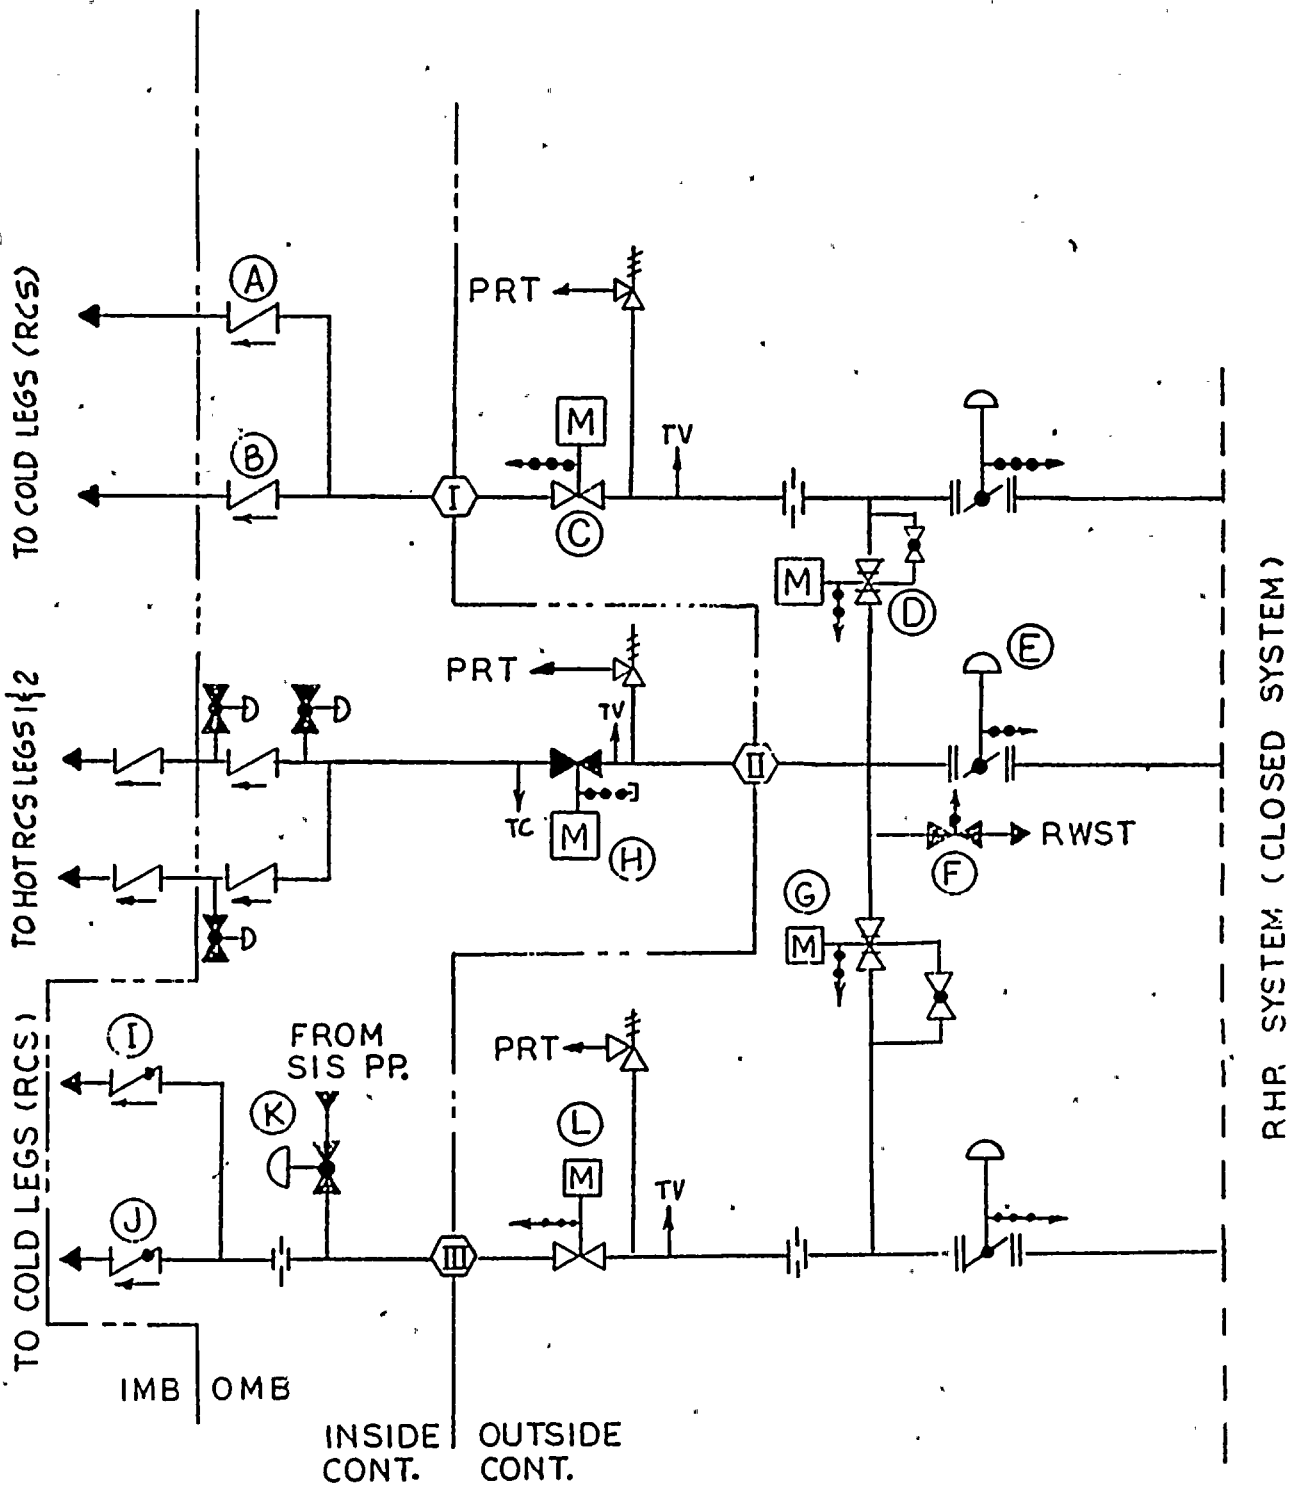 A
PRT
M
TV
B
I
C
M
D
TO COLD LEGS (RCS)
PRT
E
TV
II
TC
M
H
RWST
F
TO HOT RCS LEGS 1 & 2
G
M
RHR SYSTEM (CLOSED SYSTEM)
I
FROM
SIS PP.
PRT
K
L
M
TV
J
III
TO COLD LEGS (RCS)
IMB
OMB
INSIDE
CONT.
OUTSIDE
CONT.